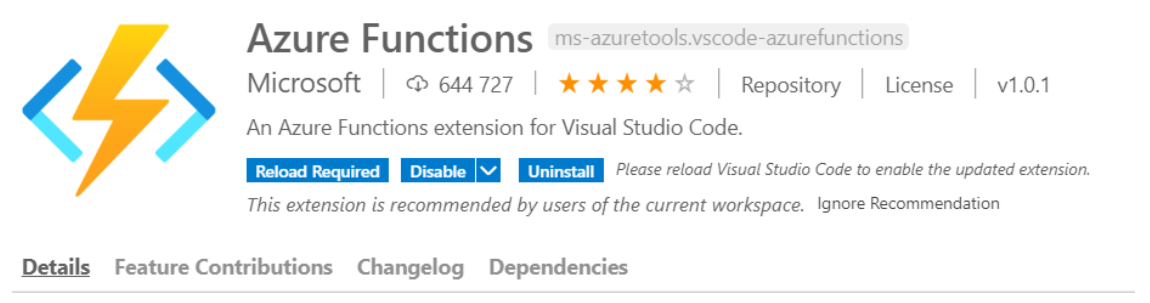 Azure Functions ms-azuretools.vscode-azurefunctions
Microsoft 644 727 Repository License v1.0.1
An Azure Functions extension for Visual Studio Code.
Reload Required Disable Uninstall Please reload Visual Studio Code to enable the updated extension.
This extension is recommended by users of the current workspace. Ignore Recommendation
Details Feature Contributions Changelog Dependencies